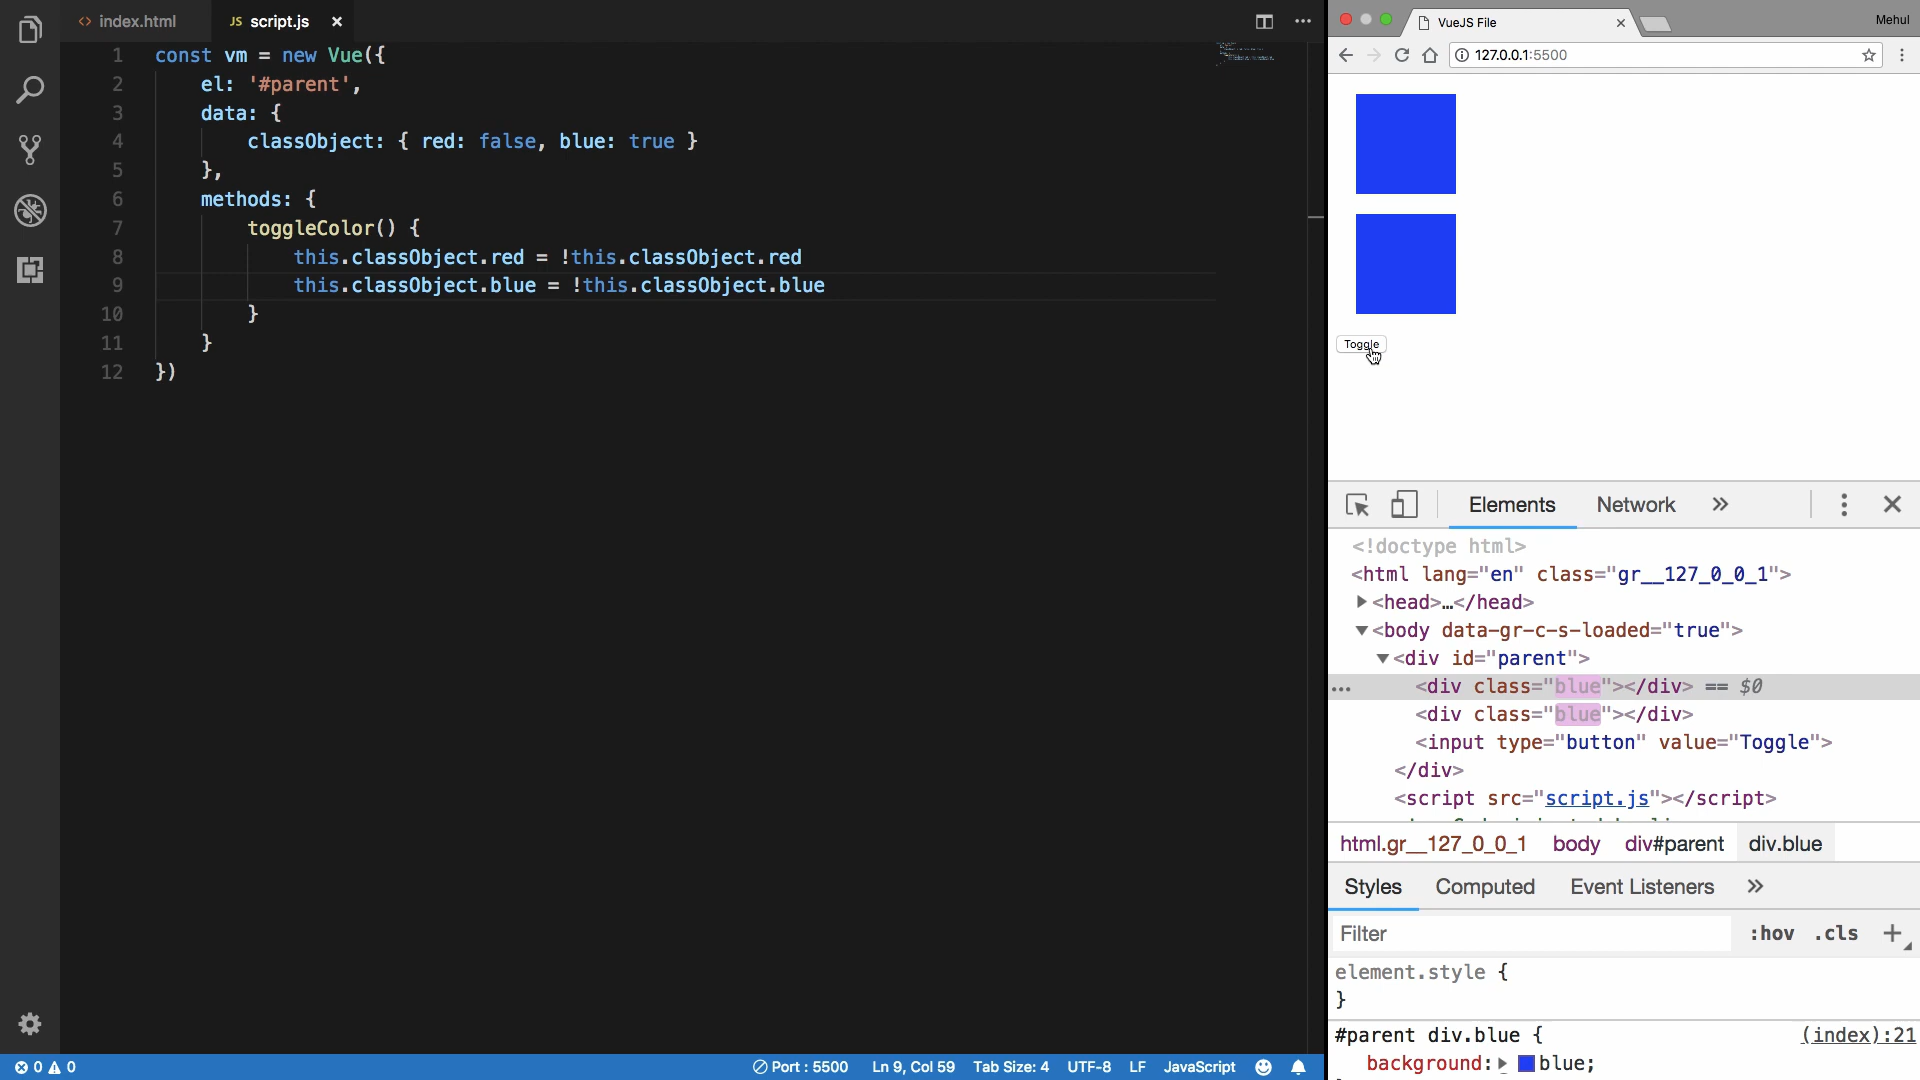 index.html
JS script.js
1 const vm = new Vue({
2 el: '#parent',
3 data: {
4 classObject: { red: false, blue: true }
5 },
6 methods: {
7 toggleColor() {
8 this.classObject.red = !this.classObject.red
9 this.classObject.blue = !this.classObject.blue
10 }
11 }
12 })
0 0
Port : 5500
Ln 9, Col 59
Tab Size: 4
UTF-8
LF
JavaScript
VueJS File
Mehul
127.0.0.1:5500
Toggle
Elements
Network
<!doctype html>
<html lang="en" class="gr__127_0_0_1">
<head>…</head>
<body data-gr-c-s-loaded="true">
<div id="parent">
<div class="blue"></div> == $0
<div class="blue"></div>
<input type="button" value="Toggle">
</div>
<script src="script.js"></script>
html.gr__127_0_0_1 body div#parent div.blue
Styles Computed Event Listeners
Filter
:hov .cls
element.style {
}
#parent div.blue { (index):21
background: blue;